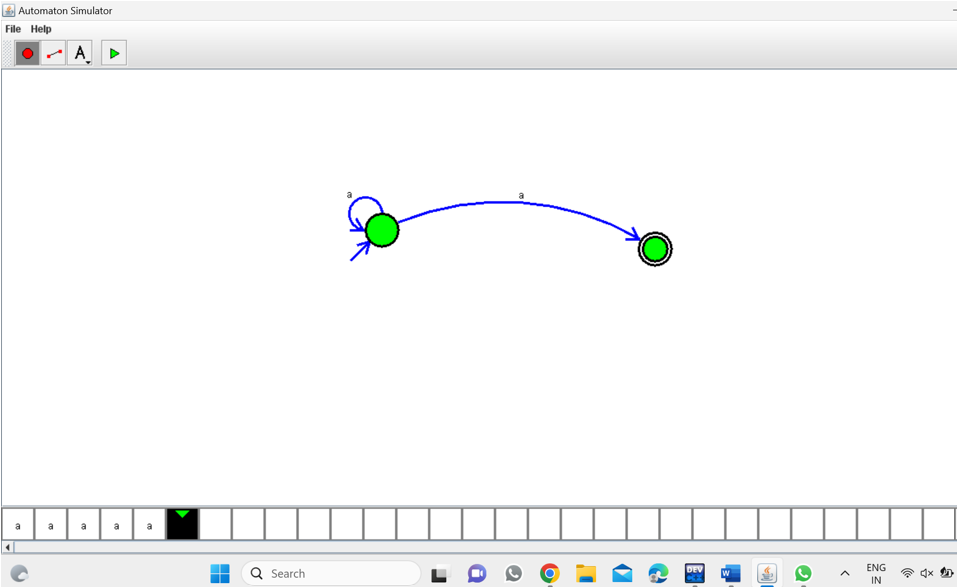 Automaton Simulator
File Help
A
a
a
a a a a a
Search
DEV
ENG
IN